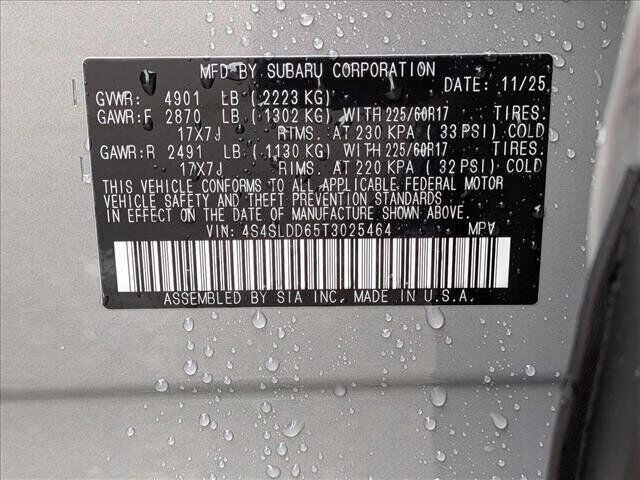 MFD BY SUBARU CORPORATION
DATE: 11/25
GVWR: 4901 LB ( 2223 KG)
GAWR:F 2870 LB ( 1302 KG) WITH 225/60R17 TIRES.
17X7J RIMS. AT 230 KPA ( 33 PSI) COLD
GAWR:R 2491 LB ( 1130 KG) WITH 225/60R17 TIRES.
17X7J RIMS. AT 220 KPA ( 32 PSI) COLD
THIS VEHICLE CONFORMS TO ALL APPLICABLE FEDERAL MOTOR
VEHICLE SAFETY AND THEFT PREVENTION STANDARDS
IN EFFECT ON THE DATE OF MANUFACTURE SHOWN ABOVE.
VIN: 4S4SLDD65T3025464 MPV
ASSEMBLED BY SIA INC. MADE IN U.S.A.